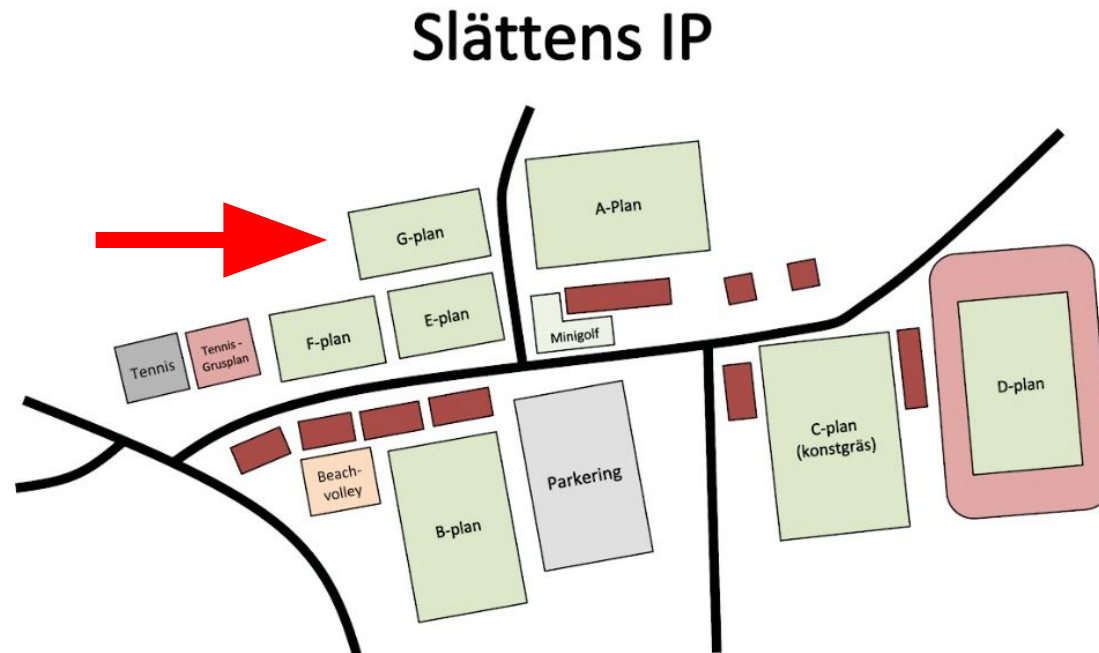 Slättens IP
A-Plan
G-plan
E-plan
F-plan
Minigolf
Tennis -
Grusplan
Tennis
D-plan
C-plan
(konstgräs)
Beach-
volley
Parkering
B-plan